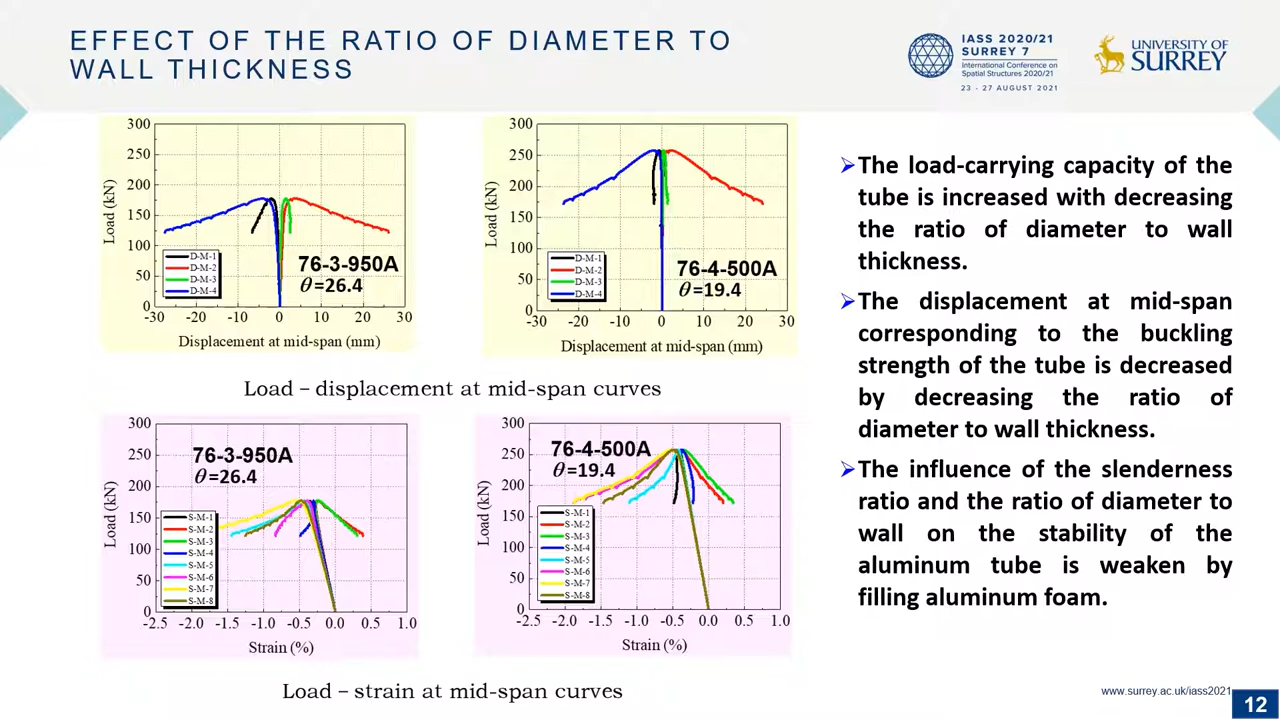 EFFECT OF THE RATIO OF DIAMETER TO
WALL THICKNESS
IASS 2020/21
SURREY 7
International Conference on
Spatial Structures 2020/21
23 - 27 AUGUST 2021
UNIVERSITY OF
SURREY
300
250
200
150
100
50
0
Load (kN)
D-M-1
D-M-2
D-M-3
D-M-4
76-3-950A
θ=26.4
-30 -20 -10 0 10 20 30
Displacement at mid-span (mm)
300
250
200
150
100
50
0
Load (kN)
D-M-1
D-M-2
D-M-3
D-M-4
76-4-500A
θ=19.4
-30 -20 -10 0 10 20 30
Displacement at mid-span (mm)
Load – displacement at mid-span curves
300
250
200
150
100
50
0
Load (kN)
76-3-950A
θ=26.4
S-M-1
S-M-2
S-M-3
S-M-4
S-M-5
S-M-6
S-M-7
S-M-8
-2.5 -2.0 -1.5 -1.0 -0.5 0.0 0.5 1.0
Strain (%)
300
250
200
150
100
50
0
Load (kN)
76-4-500A
θ=19.4
S-M-1
S-M-2
S-M-3
S-M-4
S-M-5
S-M-6
S-M-7
S-M-8
-2.5 -2.0 -1.5 -1.0 -0.5 0.0 0.5 1.0
Strain (%)
Load – strain at mid-span curves
➢The load-carrying capacity of the
tube is increased with decreasing
the ratio of diameter to wall
thickness.
➢The displacement at mid-span
corresponding to the buckling
strength of the tube is decreased
by decreasing the ratio of
diameter to wall thickness.
➢The influence of the slenderness
ratio and the ratio of diameter to
wall on the stability of the
aluminum tube is weaken by
filling aluminum foam.
www.surrey.ac.uk/iass2021
12